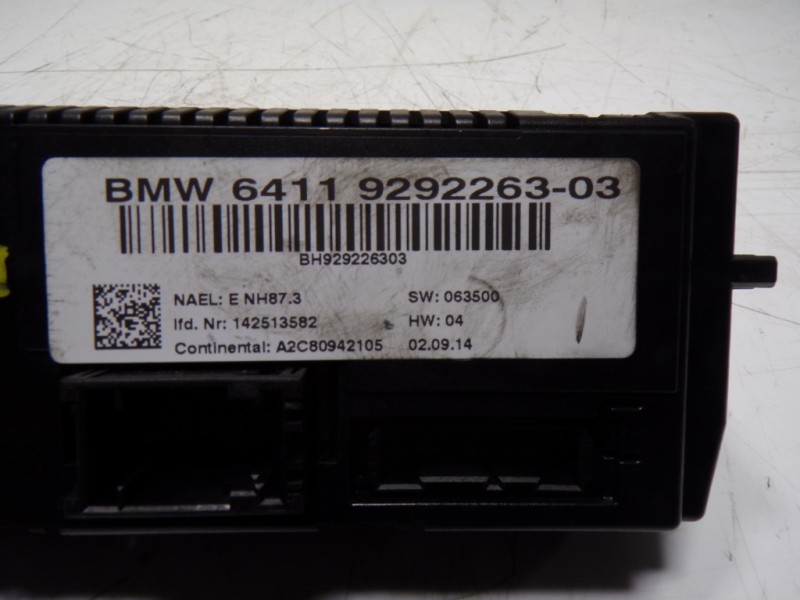 BMW 6411 9292263-03
BH929226303
NAEL: E NH87.3 SW: 063500
lfd. Nr: 142513582 HW: 04
Continental: A2C80942105 02.09.14